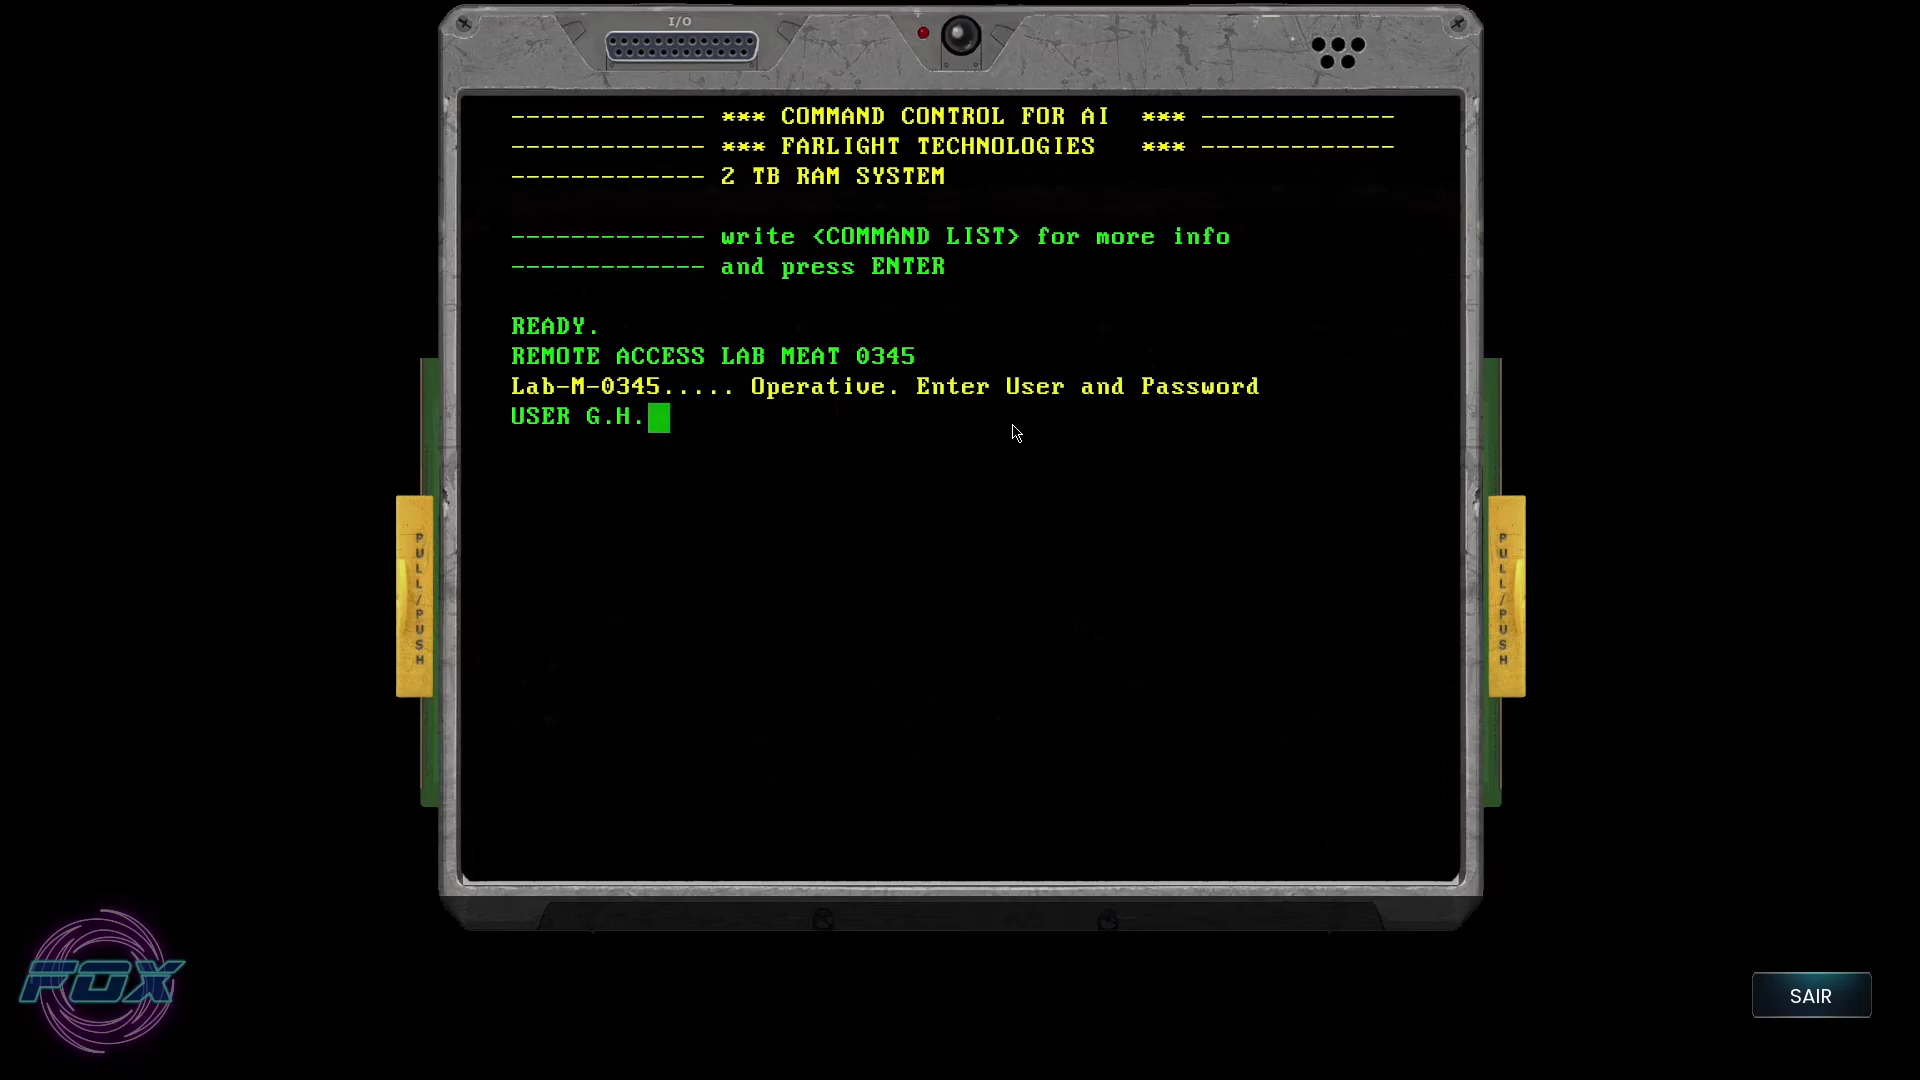 I/O
------------- *** COMMAND CONTROL FOR AI *** -------------
------------- *** FARLIGHT TECHNOLOGIES *** -------------
------------- 2 TB RAM SYSTEM
------------- write <COMMAND LIST> for more info
------------- and press ENTER
READY.
REMOTE ACCESS LAB MEAT 0345
Lab-M-0345..... Operative. Enter User and Password
USER G.H.
PULL/PUSH
PULL/PUSH
FOX
SAIR